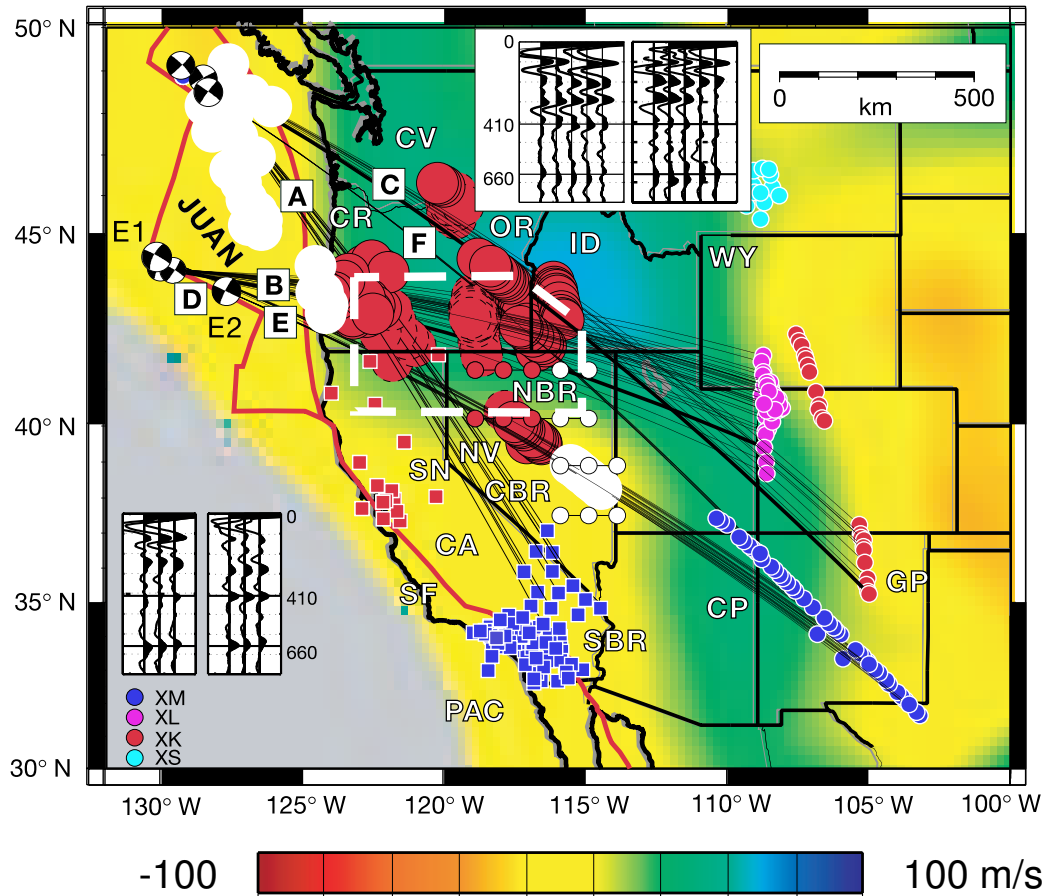 50° N
45° N
40° N
35° N
30° N
0
410
660
0
500
km
CV
C
A
CR
OR
ID
F
WY
E1
JUAN
B
D
E
E2
NBR
NV
SN
CBR
CA
SF
SBR
CP
GP
PAC
0
410
660
XM
XL
XK
XS
130° W
125° W
120° W
115° W
110° W
105° W
100° W
-100
100 m/s